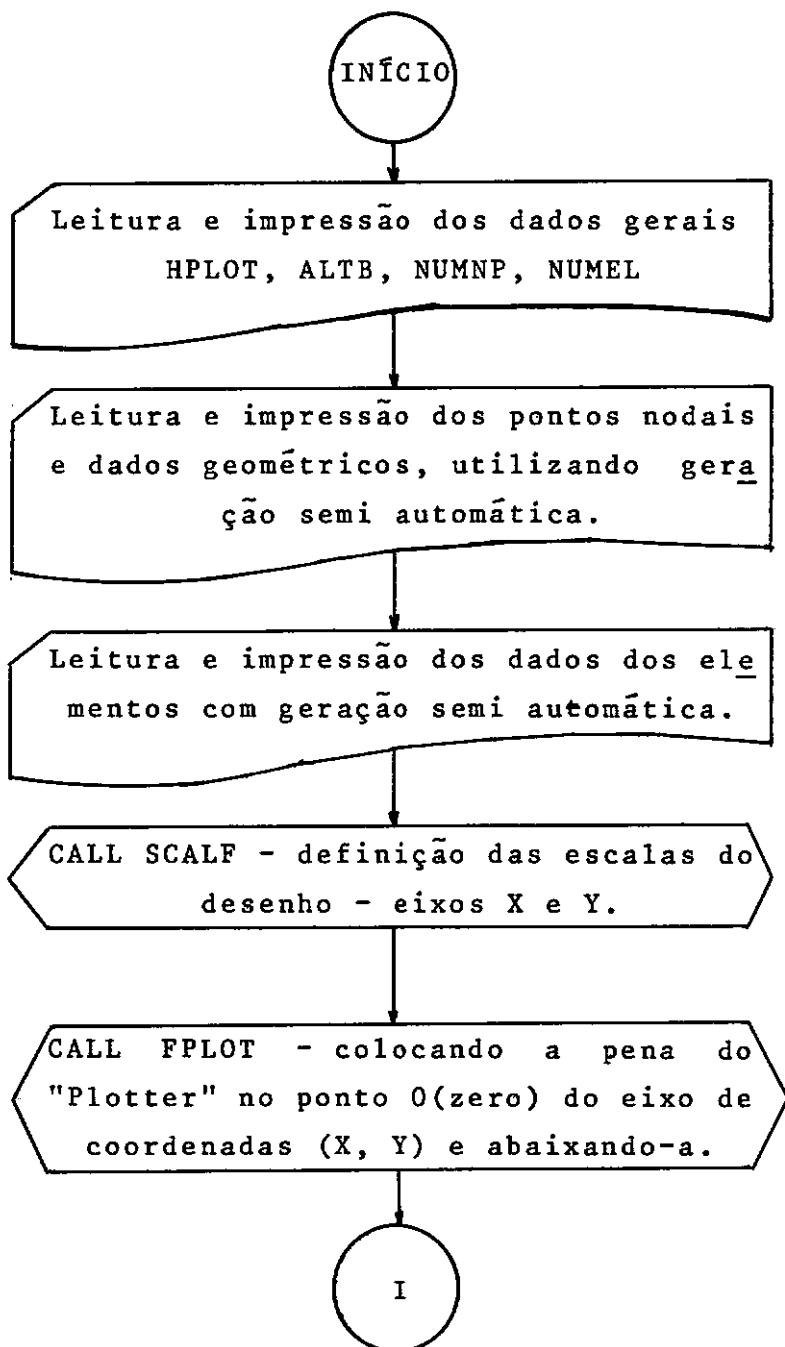 INÍCIO
Leitura e impressão dos dados gerais
HPLOT, ALTB, NUMNP, NUMEL
Leitura e impressão dos pontos nodais
e dados geométricos, utilizando gera
ção semi automática.
Leitura e impressão dos dados dos ele
mentos com geração semi automática.
CALL SCALF - definição das escalas do
desenho - eixos X e Y.
CALL FPLOT - colocando a pena do
"Plotter" no ponto 0(zero) do eixo de
coordenadas (X, Y) e abaixando-a.
I